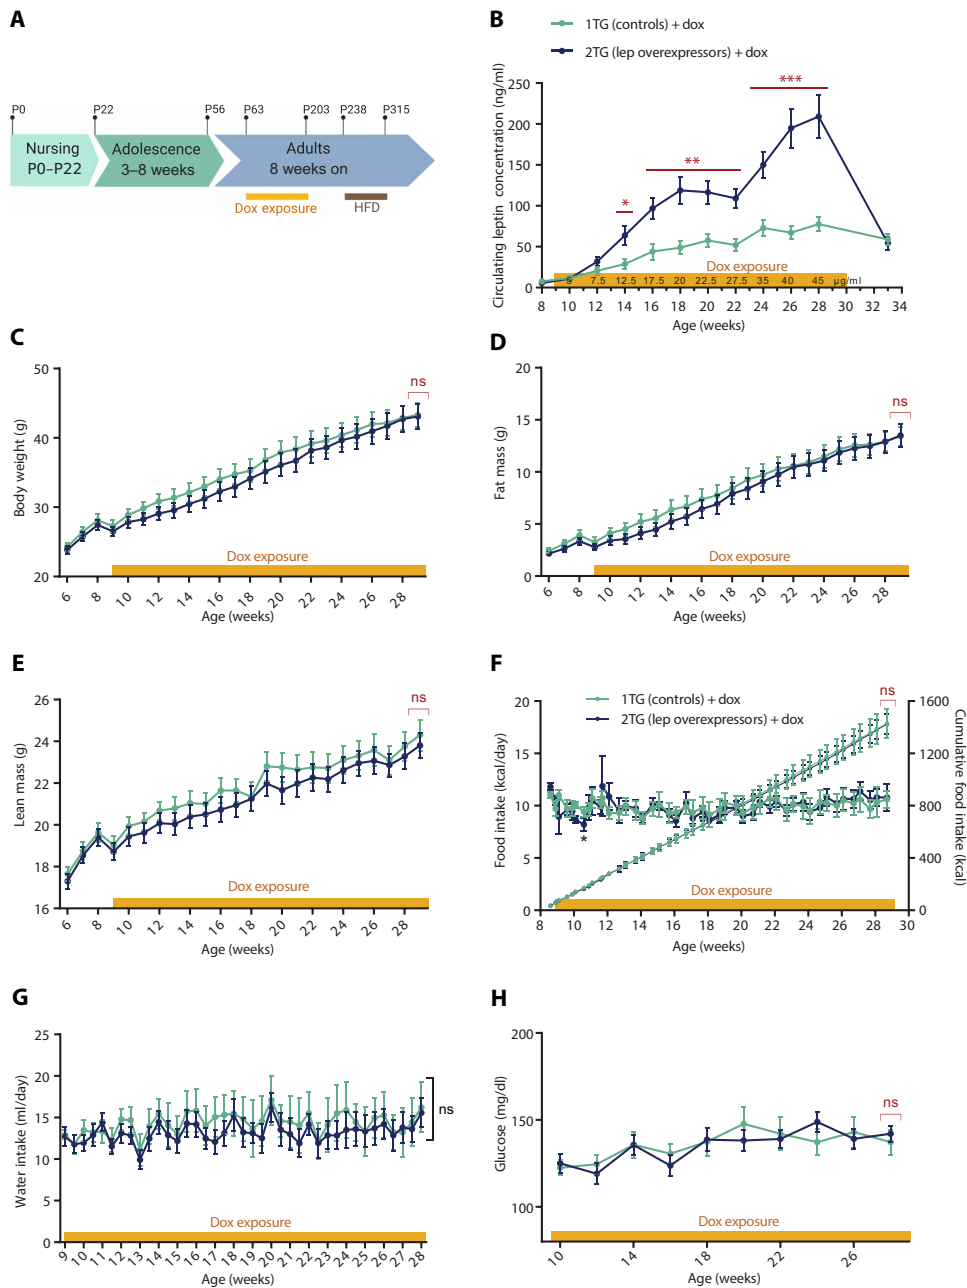 A
P0
P22
P56
P63
P203
P238
P315
Nursing
P0–P22
Adolescence
3–8 weeks
Adults
8 weeks on
Dox exposure
HFD
B
1TG (controls) + dox
2TG (lep overexpressors) + dox
Circulating leptin concentration (ng/ml)
250
200
150
100
50
0
*
**
***
Dox exposure
5 7.5 12.5 17.5 20 22.5 27.5 35 40 45 µg/ml
8 10 12 14 16 18 20 22 24 26 28 30 32 34
Age (weeks)
C
Body weight (g)
50
40
30
20
ns
Dox exposure
6 8 10 12 14 16 18 20 22 24 26 28
Age (weeks)
D
Fat mass (g)
20
15
10
5
0
ns
Dox exposure
6 8 10 12 14 16 18 20 22 24 26 28
Age (weeks)
E
Lean mass (g)
26
24
22
20
18
16
ns
Dox exposure
6 8 10 12 14 16 18 20 22 24 26 28
Age (weeks)
F
1TG (controls) + dox
2TG (lep overexpressors) + dox
Food intake (kcal/day)
20
15
10
5
0
ns
*
Dox exposure
1600
1200
800
400
0
Cumulative food intake (kcal)
8 10 12 14 16 18 20 22 24 26 28 30
Age (weeks)
G
Water intake (ml/day)
25
20
15
10
5
0
ns
Dox exposure
9 10 11 12 13 14 15 16 17 18 19 20 21 22 23 24 25 26 27 28
Age (weeks)
H
Glucose (mg/dl)
200
150
100
ns
Dox exposure
10 14 18 22 26
Age (weeks)